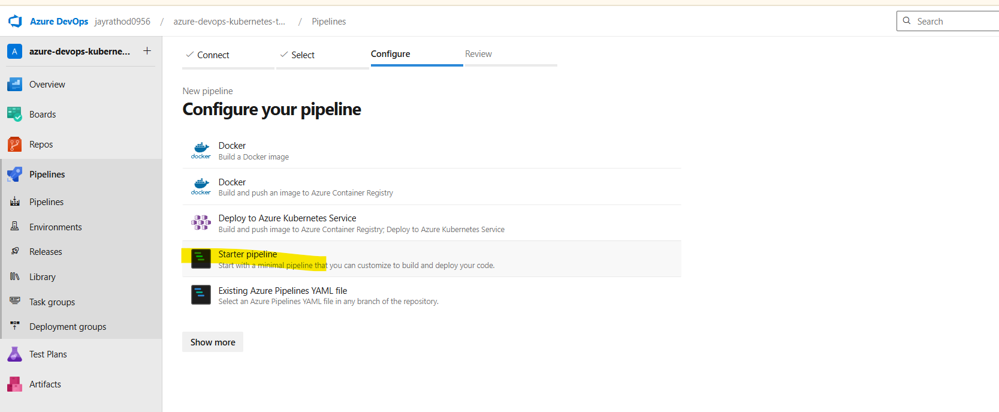 Azure DevOps jayrathod0956 / azure-devops-kubernetes-t... / Pipelines
Search
A azure-devops-kuberne... +
Overview
Boards
Repos
Pipelines
Pipelines
Environments
Releases
Library
Task groups
Deployment groups
Test Plans
Artifacts
Connect
Select
Configure
Review
New pipeline
Configure your pipeline
docker
Docker
Build a Docker image
docker
Docker
Build and push an image to Azure Container Registry
Deploy to Azure Kubernetes Service
Build and push image to Azure Container Registry; Deploy to Azure Kubernetes Service
Starter pipeline
Start with a minimal pipeline that you can customize to build and deploy your code.
Existing Azure Pipelines YAML file
Select an Azure Pipelines YAML file in any branch of the repository.
Show more